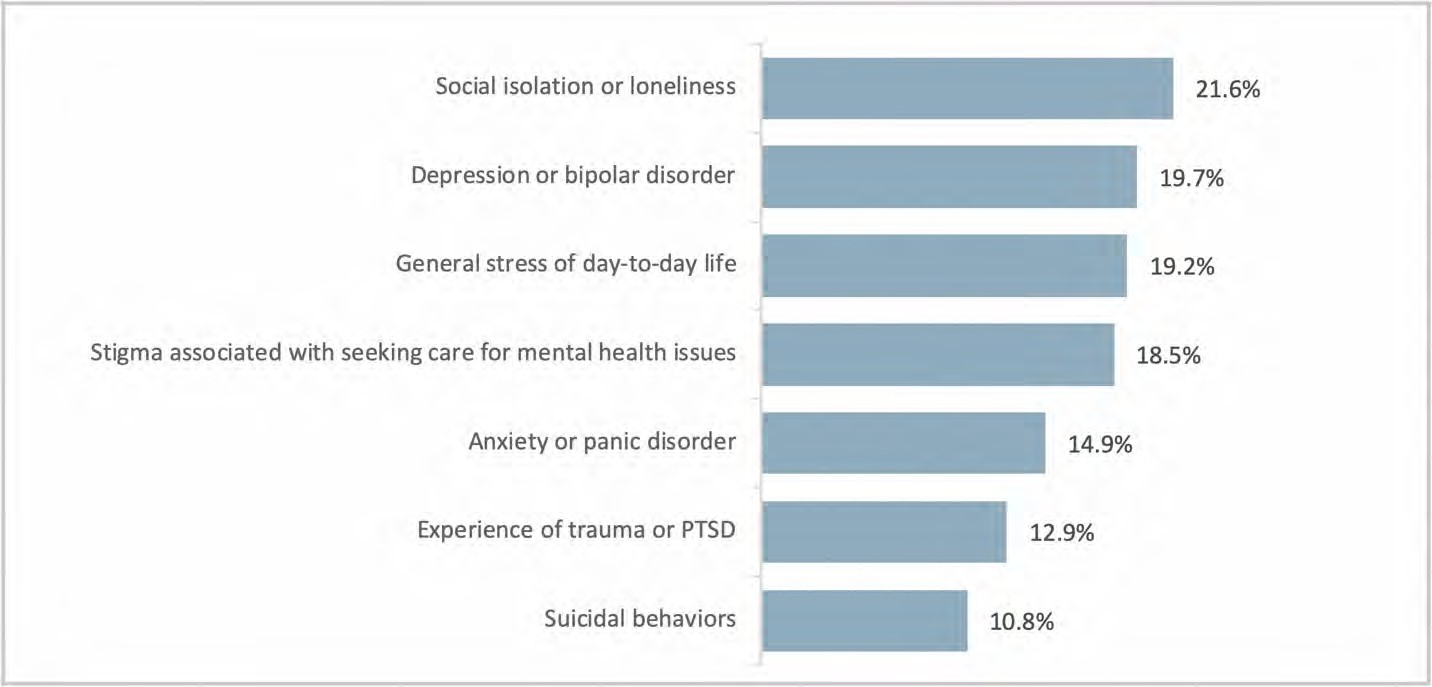 Social isolation or loneliness 21.6%
Depression or bipolar disorder 19.7%
General stress of day-to-day life 19.2%
Stigma associated with seeking care for mental health issues 18.5%
Anxiety or panic disorder 14.9%
Experience of trauma or PTSD 12.9%
Suicidal behaviors 10.8%